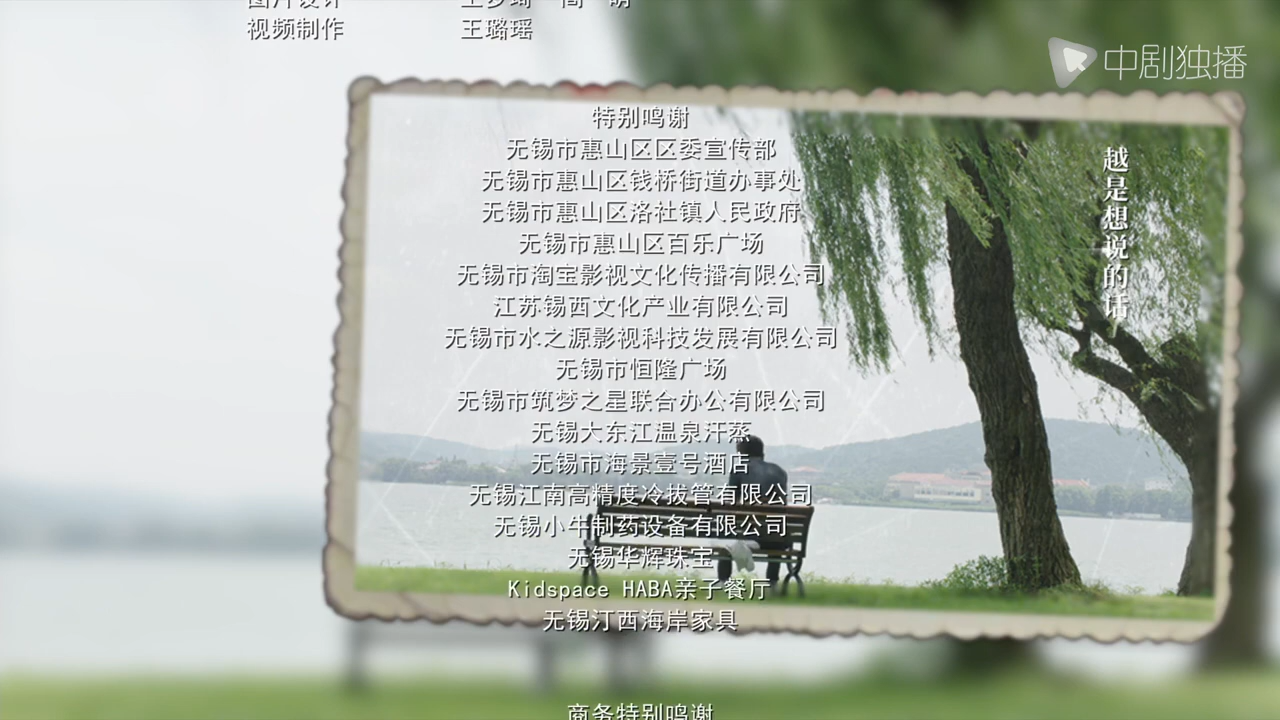 视频制作 王璐瑶
中剧独播
特别鸣谢
无锡市惠山区区委宣传部
无锡市惠山区钱桥街道办事处
无锡市惠山区洛社镇人民政府
无锡市惠山区百乐广场
无锡市淘宝影视文化传播有限公司
江苏锡西文化产业有限公司
无锡市水之源影视科技发展有限公司
无锡市恒隆广场
无锡市筑梦之星联合办公有限公司
无锡大东江温泉汗蒸
无锡市海景壹号酒店
无锡江南高精度冷拔管有限公司
无锡小牛制药设备有限公司
无锡华辉珠宝
Kidspace HABA亲子餐厅
无锡汀西海岸家具
越是想说的话
商务特别鸣谢